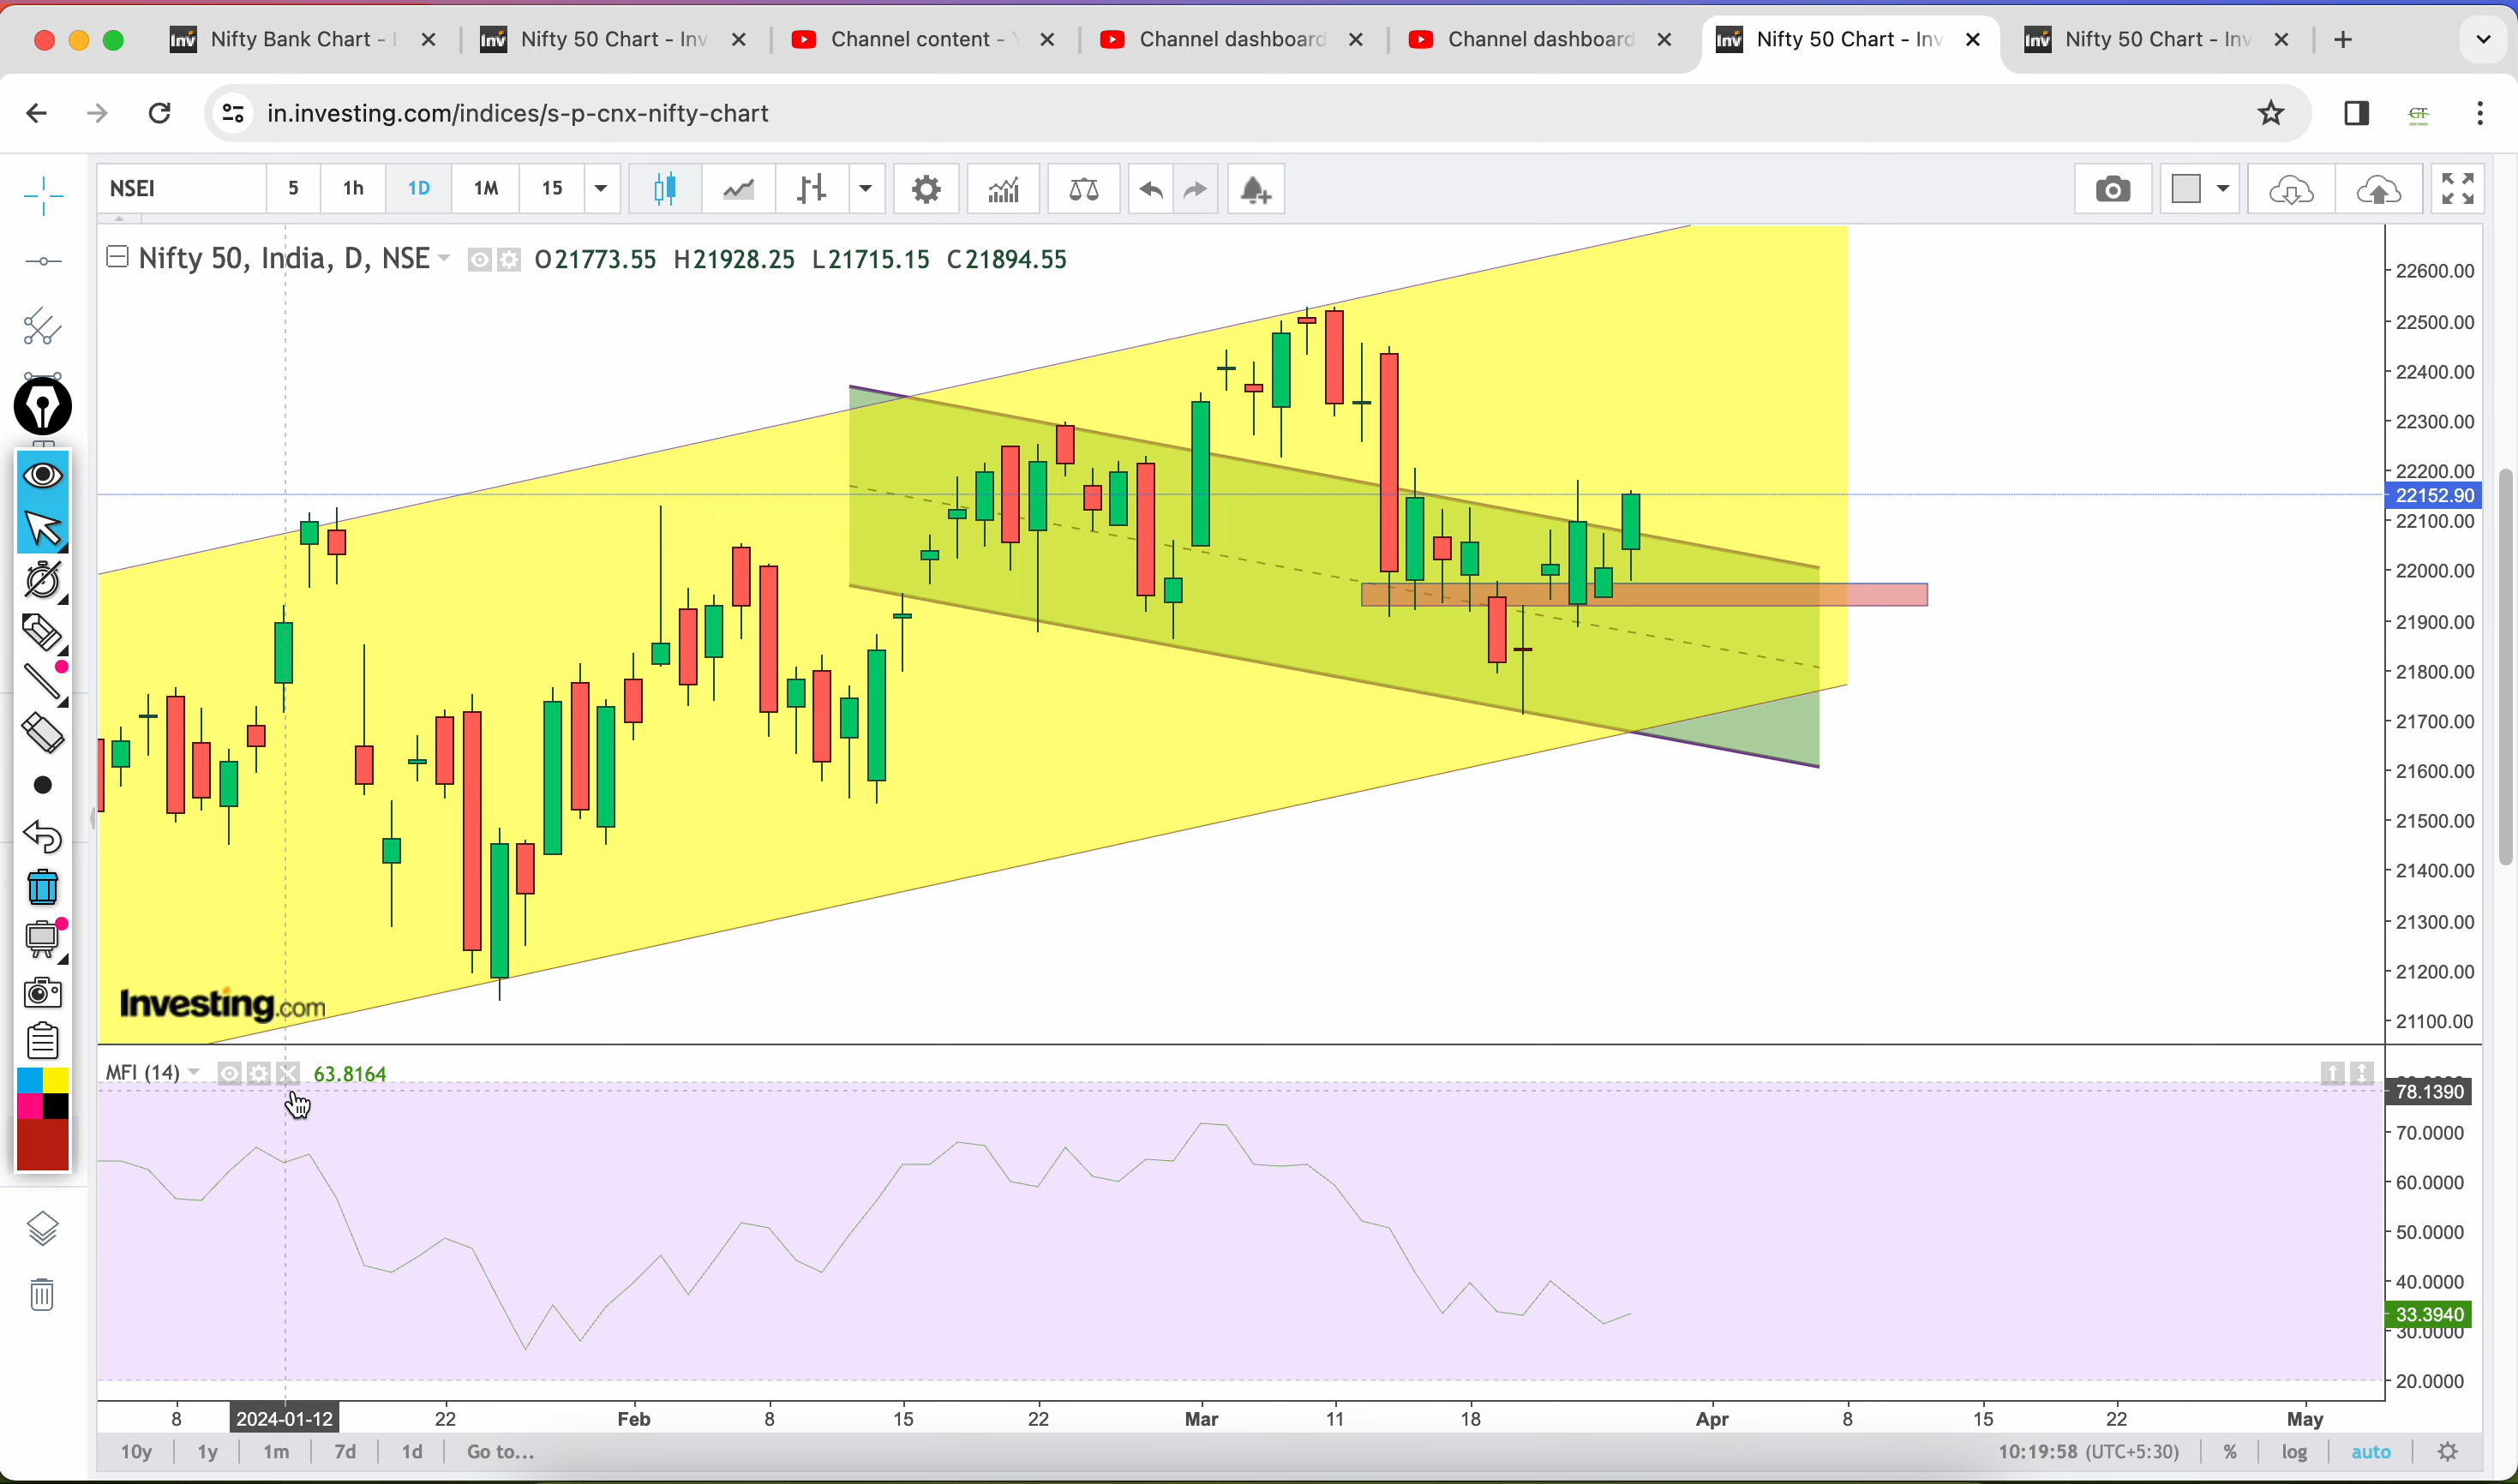 Nifty Bank Chart - I
Nifty 50 Chart - Inv
Channel content - Y
Channel dashboard
Channel dashboard
Nifty 50 Chart - Inv
Nifty 50 Chart - Inv
in.investing.com/indices/s-p-cnx-nifty-chart
GT
NSEI 5 1h 1D 1M 15
Nifty 50, India, D, NSE O21773.55 H21928.25 L21715.15 C21894.55
22600.00
22500.00
22400.00
22300.00
22200.00
22152.90
22100.00
22000.00
21900.00
21800.00
21700.00
21600.00
21500.00
21400.00
21300.00
21200.00
21100.00
Investing.com
MFI (14) 63.8164
78.1390
70.0000
60.0000
50.0000
40.0000
33.3940
30.0000
20.0000
8 2024-01-12 22 Feb 8 15 22 Mar 11 18 Apr 8 15 22 May
10y 1y 1m 7d 1d Go to... 10:19:58 (UTC+5:30) % log auto